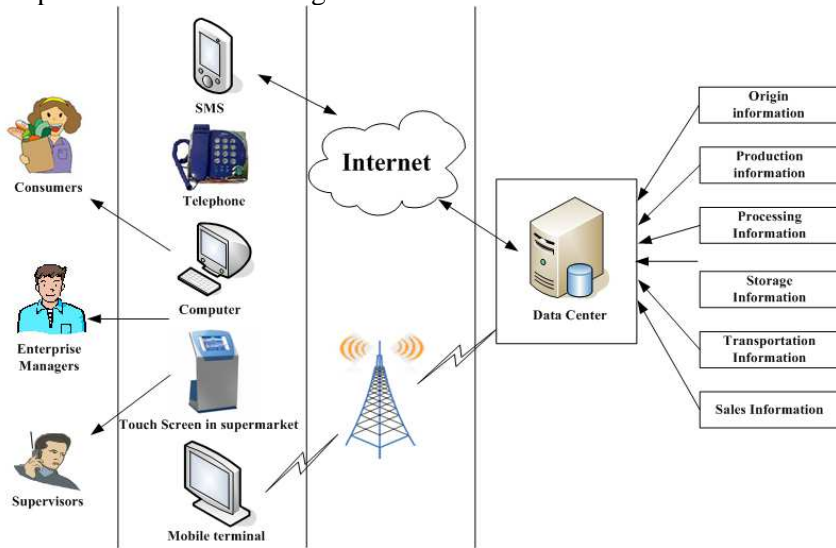 SMS
Consumers
Telephone
Computer
Enterprise
Managers
Touch Screen in supermarket
Supervisors
Mobile terminal
Internet
Data Center
Origin
information
Production
information
Processing
Information
Storage
Information
Transportation
Information
Sales Information